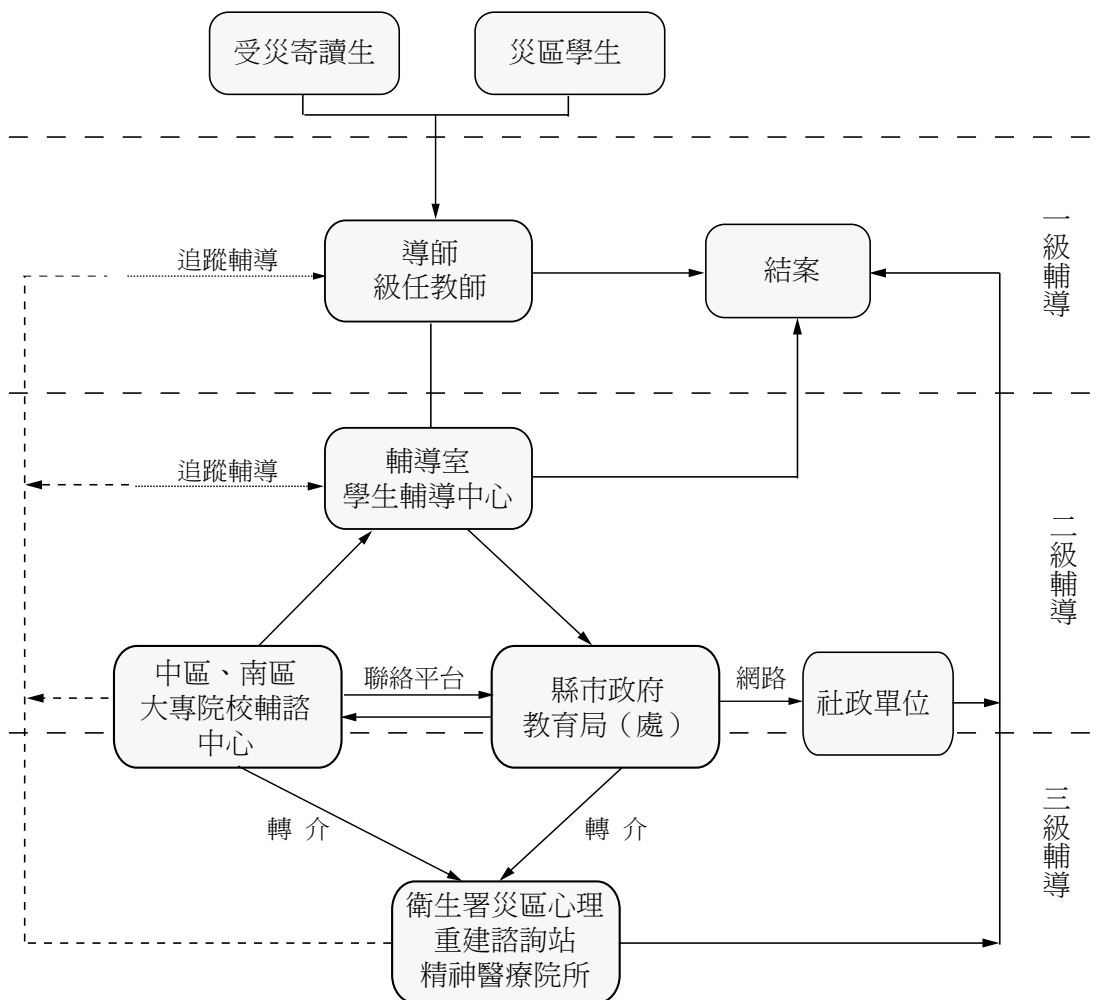 受災寄讀生
災區學生
追蹤輔導
導師
級任教師
結案
一級輔導
追蹤輔導
輔導室
學生輔導中心
二級輔導
中區、南區
大專院校輔諮
中心
聯絡平台
縣市政府
教育局（處）
網路
社政單位
轉介
轉介
三級輔導
衛生署災區心理
重建諮詢站
精神醫療院所